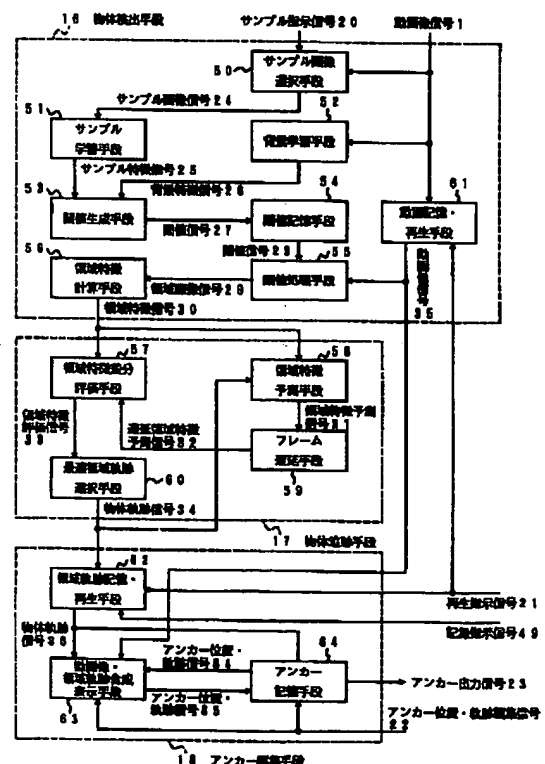 16 物体検出手段
サンプル指示信号20
動画像信号1
50
サンプル画像
選択手段
サンプル画像信号24
51
サンプル
学習手段
52
背景学習手段
サンプル特徴信号25
背景特徴信号26
53
閾値生成手段
閾値信号27
54
閾値記憶手段
61
動画記憶・
再生手段
閾値信号28
55
閾値処理手段
56
領域特徴
計算手段
領域画像信号29
領域特徴信号30
35
57
領域特徴差分
評価手段
58
領域特徴
予測手段
領域特徴
評価信号
33
遅延領域特徴
予測信号32
領域特徴予測
信号31
フレーム
遅延手段
59
最適領域軌跡
選択手段
60
物体軌跡信号34
17 物体追跡手段
62
領域軌跡記憶・
再生手段
再生指示信号21
記録指示信号49
物体軌跡
信号36
アンカー位置・
軌跡信号64
64
アンカー
記憶手段
アンカー出力信号23
動画像・
領域軌跡合成
表示手段
63
アンカー位置・
軌跡信号65
アンカー位置・軌跡編集信号
22
18 アンカー編集手段